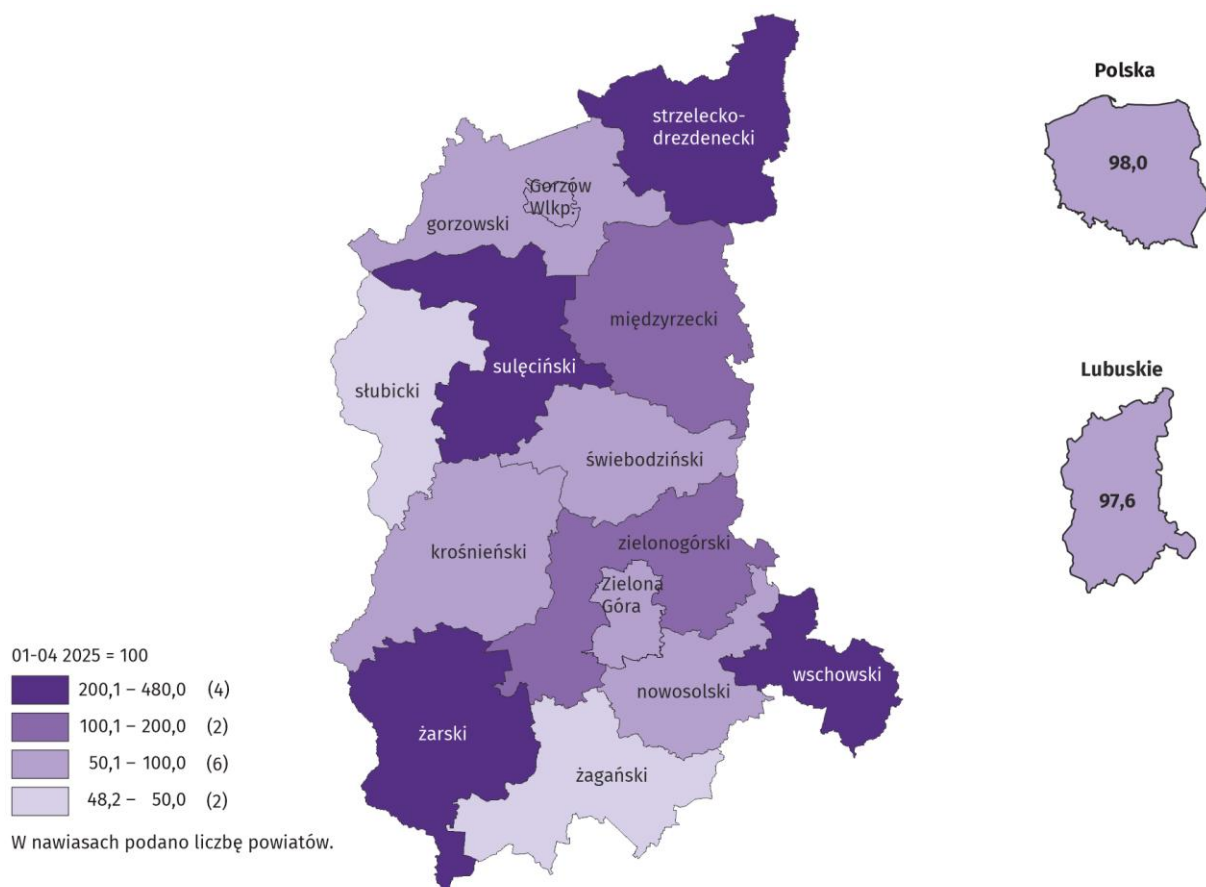 strzelecko-
drezdenecki
Polska
98,0
Gorzów
Wlkp.
gorzowski
międzyrzecki
sulęciński
słubicki
Lubuskie
97,6
świebodziński
krośnieński
zielonogórski
Zielona
Góra
wschowski
nowosolski
żarski
żagański
01-04 2025 = 100
200,1 – 480,0 (4)
100,1 – 200,0 (2)
50,1 – 100,0 (6)
48,2 – 50,0 (2)
W nawiasach podano liczbę powiatów.